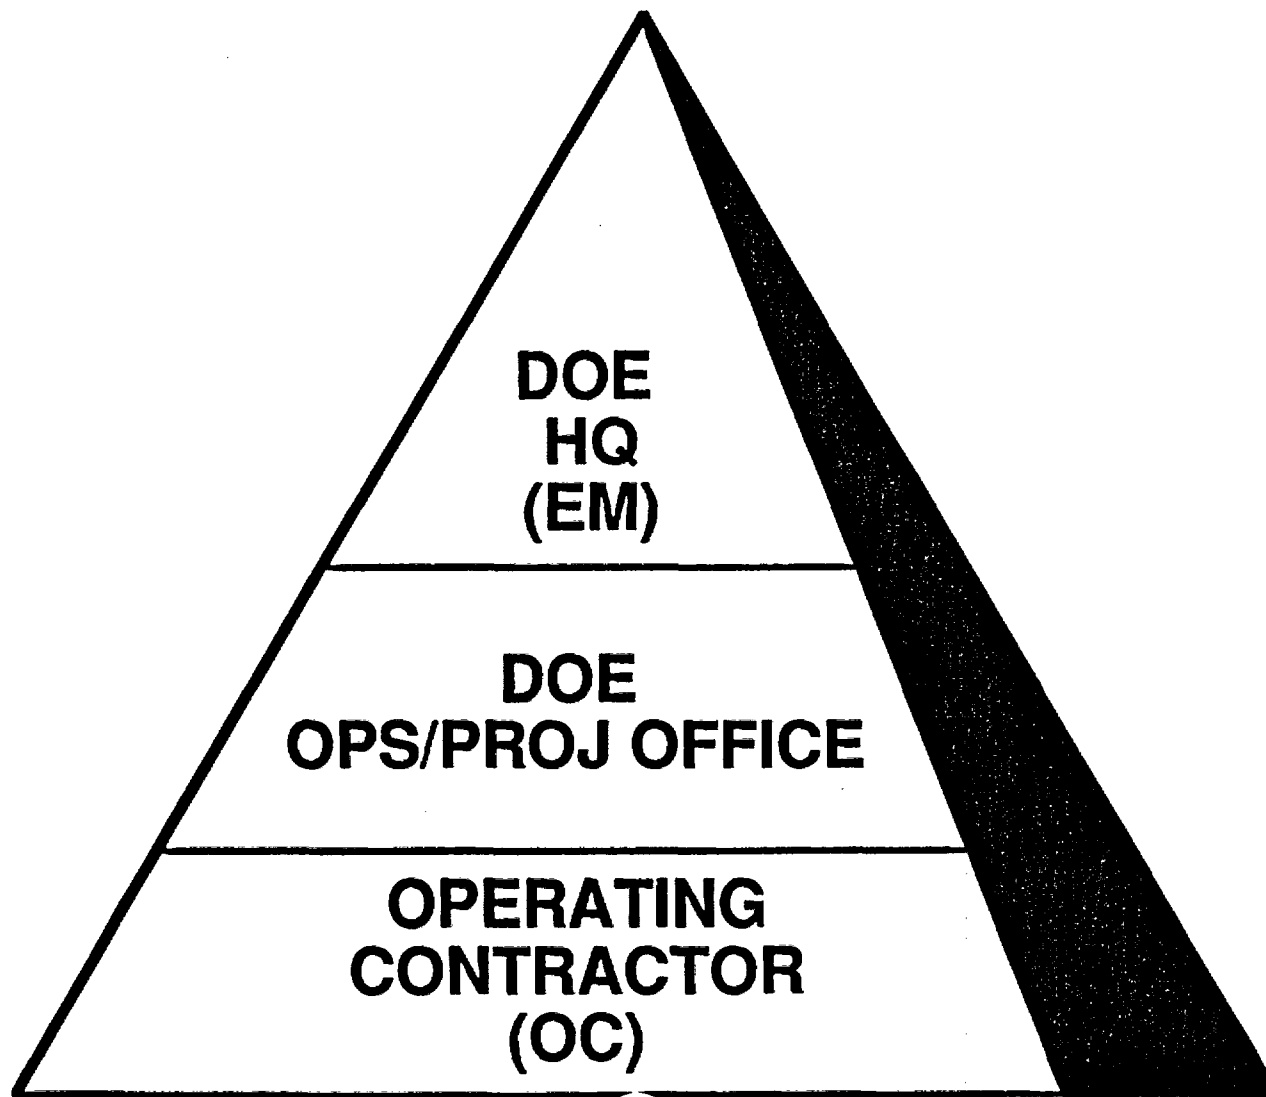 DOE
HQ
(EM)
DOE
OPS/PROJ OFFICE
OPERATING
CONTRACTOR
(OC)